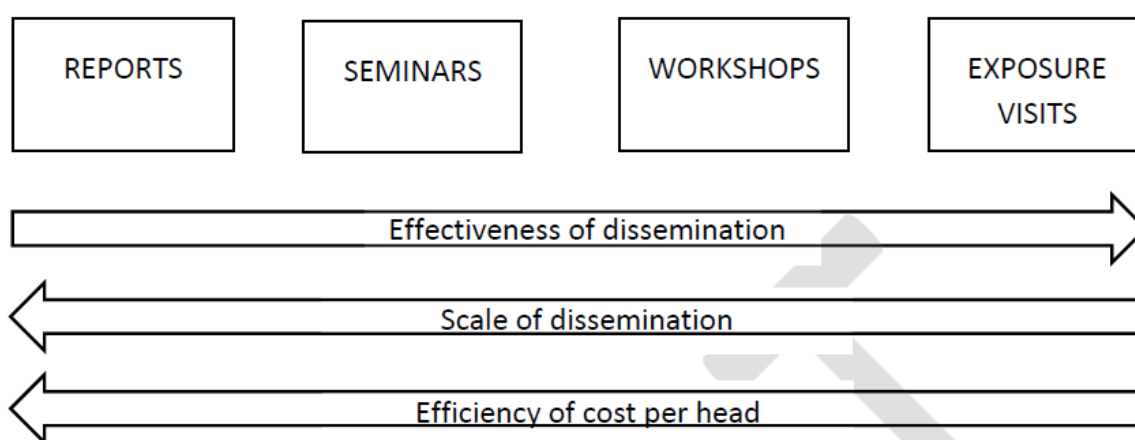 REPORTS
SEMINARS
WORKSHOPS
EXPOSURE
VISITS
Effectiveness of dissemination
Scale of dissemination
Efficiency of cost per head